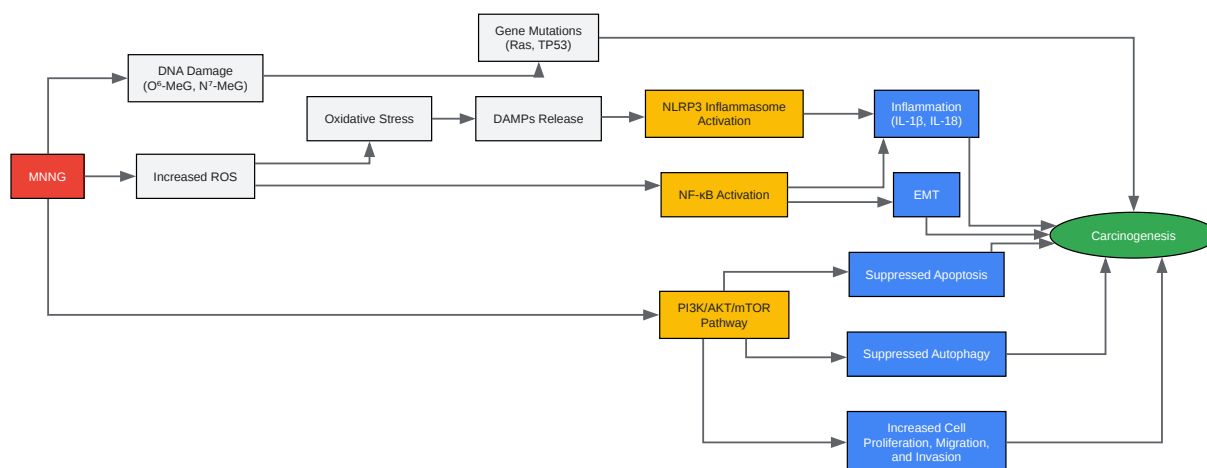 Gene Mutations
(Ras, TP53)
DNA Damage
(O⁶-MeG, N⁷-MeG)
Oxidative Stress
DAMPs Release
NLRP3 Inflammasome
Activation
Inflammation
(IL-1β, IL-18)
MNNG
Increased ROS
NF-κB Activation
EMT
Carcinogenesis
Suppressed Apoptosis
PI3K/AKT/mTOR
Pathway
Suppressed Autophagy
Increased Cell
Proliferation, Migration,
and Invasion